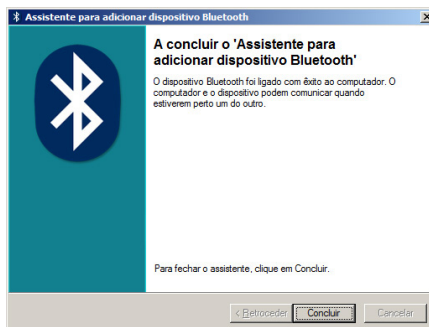 Assistente para adicionar dispositivo Bluetooth
A concluir o 'Assistente para
adicionar dispositivo Bluetooth'
O dispositivo Bluetooth foi ligado com êxito ao computador. O
computador e o dispositivo podem comunicar quando
estiverem perto um do outro.
Para fechar o assistente, clique em Concluir.
< Retroceder Concluir Cancelar